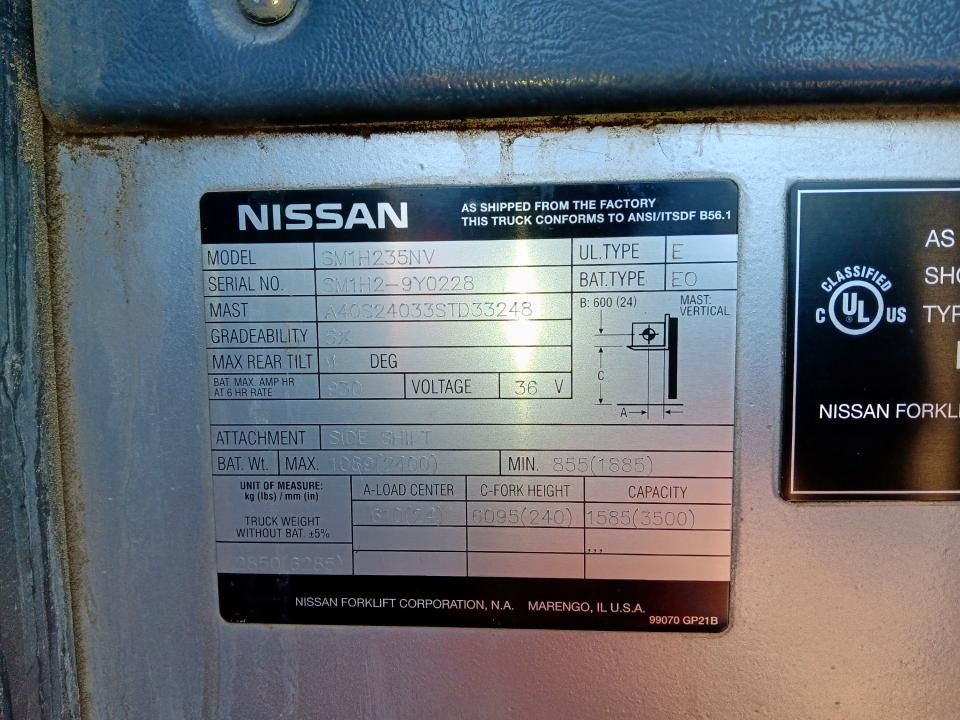 NISSAN
AS SHIPPED FROM THE FACTORY
THIS TRUCK CONFORMS TO ANSI/ITSDF B56.1
MODEL SM1H235NV UL.TYPE E
SERIAL NO. SM1H2-9Y0228 BAT.TYPE EO
MAST A40S24033STD33248
B: 600 (24) MAST: VERTICAL
GRADEABILITY
MAX REAR TILT DEG
BAT. MAX. AMP HR
AT 6 HR RATE 930 VOLTAGE 36 V
C
A
ATTACHMENT SIDE SHIFT
BAT. Wt. MAX. 1089(2400) MIN. 855(1885)
UNIT OF MEASURE:
kg (lbs) / mm (in)
A-LOAD CENTER C-FORK HEIGHT CAPACITY
610(24) 6095(240) 1585(3500)
TRUCK WEIGHT
WITHOUT BAT. ±5%
2850(6285)
,,,
NISSAN FORKLIFT CORPORATION, N.A. MARENGO, IL U.S.A.
99070 GP21B
CLASSIFIED
C UL US
AS
SHO
TYP
NISSAN FORKLI